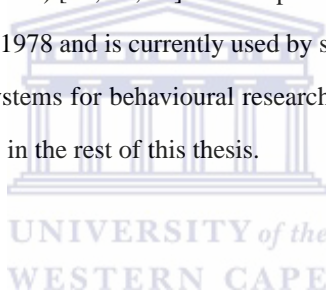 1978 and is currently used by s
ystems for behavioural research
in the rest of this thesis.
UNIVERSITY of the
WESTERN CAPE